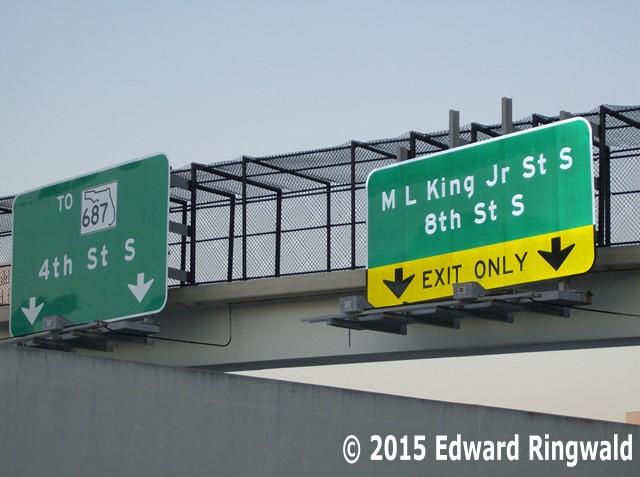 TO 687
4th St S
M L King Jr St S
8th St S
EXIT ONLY
© 2015 Edward Ringwald